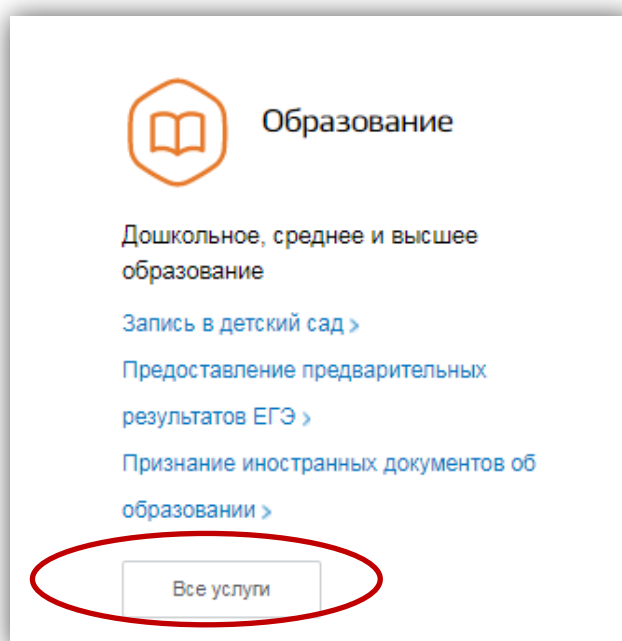 Образование
Дошкольное, среднее и высшее
образование
Запись в детский сад >
Предоставление предварительных
результатов ЕГЭ >
Признание иностранных документов об
образовании >
Все услуги